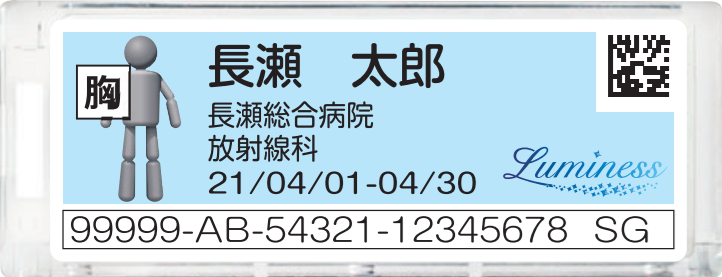 胸
長瀬　太郎
長瀬総合病院
放射線科
21/04/01-04/30
Luminess
99999-AB-54321-12345678 SG